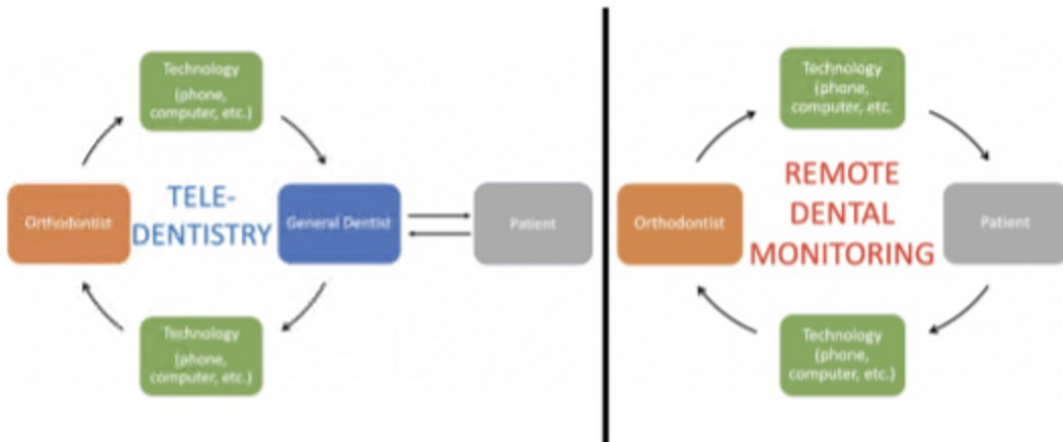 Technology
(phone,
computer, etc.)
Orthodontist
TELE-
DENTISTRY
General Dentist
Patient
Technology
(phone,
computer, etc.)
Technology
(phone,
computer, etc.
Orthodontist
REMOTE
DENTAL
MONITORING
Patient
Technology
(phone,
computer, etc.)